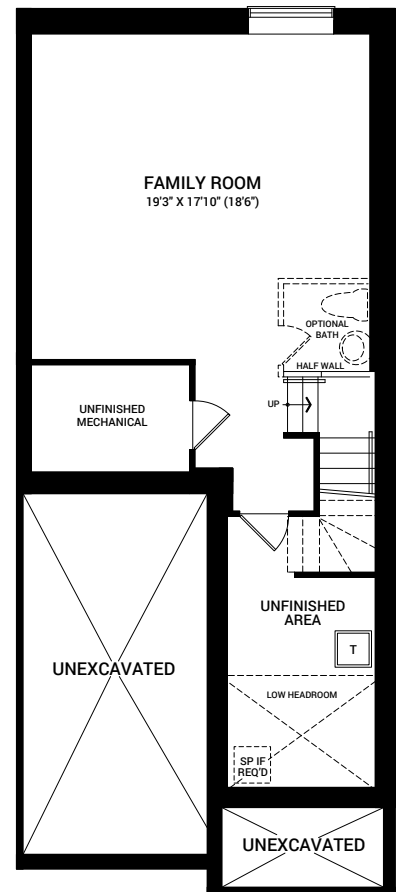 FAMILY ROOM
19'3" X 17'10" (18'6")
OPTIONAL
BATH
HALF WALL
UP
UNFINISHED
MECHANICAL
UNFINISHED
AREA
T
UNEXCAVATED
LOW HEADROOM
SP IF
REQ'D
UNEXCAVATED